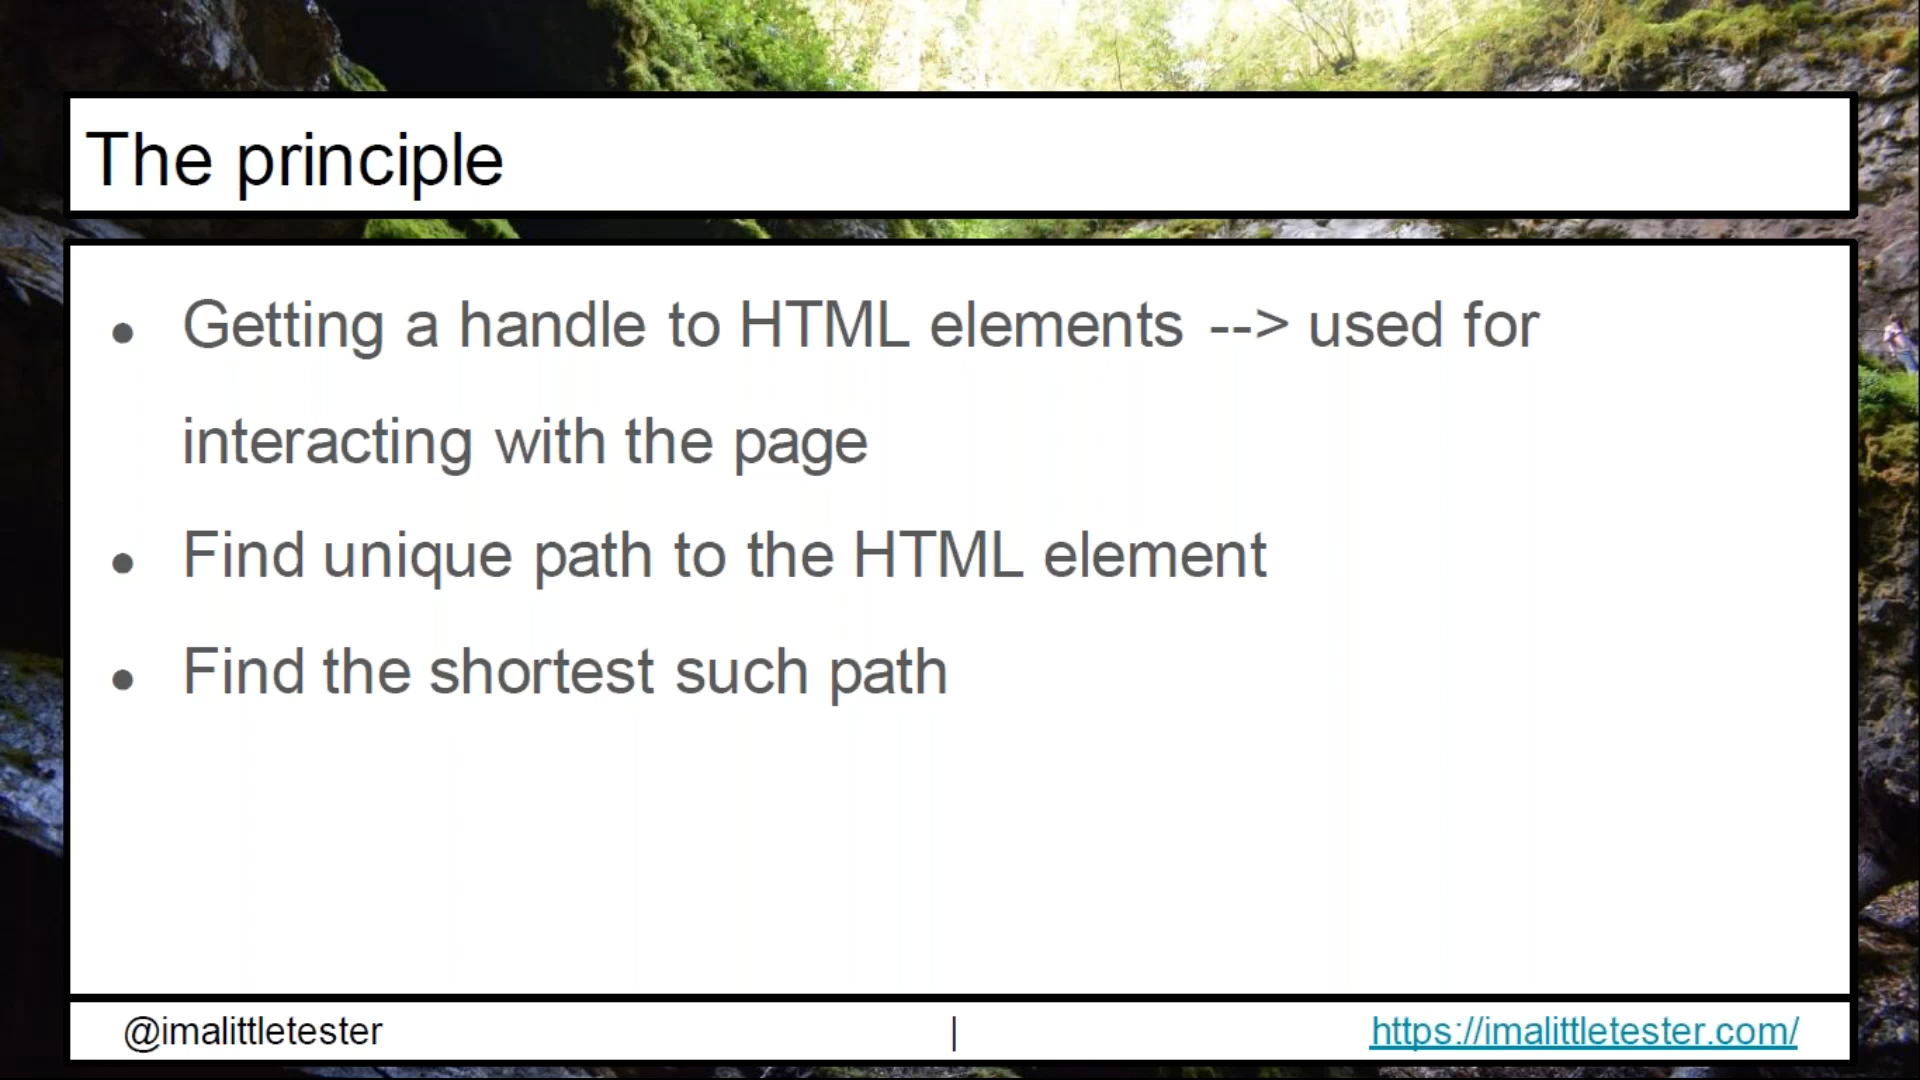 The principle
● Getting a handle to HTML elements --> used for
interacting with the page
● Find unique path to the HTML element
● Find the shortest such path
@imalittletester | https://imalittletester.com/